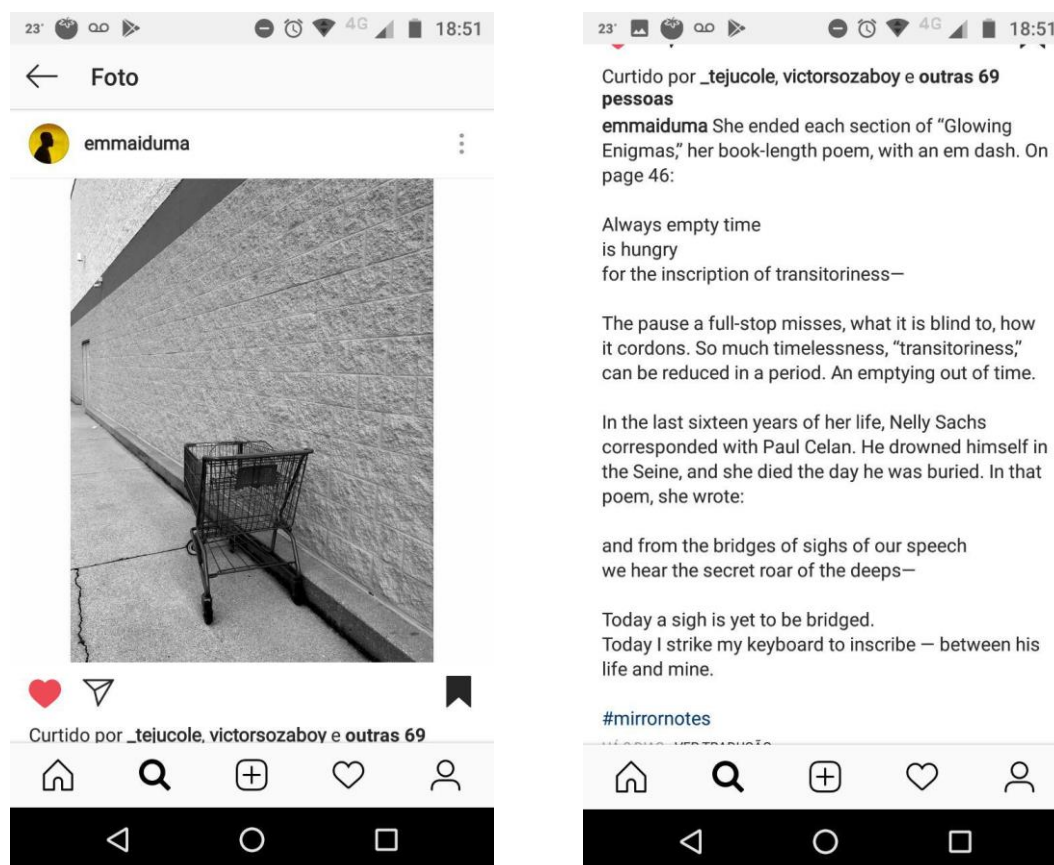 23°
4G
18:51
Foto
emmaiduma
Curtido por _tejucole, victorsozaboy e outras 69
23°
4G
18:51
Curtido por _tejucole, victorsozaboy e outras 69
pessoas
emmaiduma She ended each section of “Glowing
Enigmas,” her book-length poem, with an em dash. On
page 46:
Always empty time
is hungry
for the inscription of transitoriness—
The pause a full-stop misses, what it is blind to, how
it cordons. So much timelessness, “transitoriness,”
can be reduced in a period. An emptying out of time.
In the last sixteen years of her life, Nelly Sachs
corresponded with Paul Celan. He drowned himself in
the Seine, and she died the day he was buried. In that
poem, she wrote:
and from the bridges of sighs of our speech
we hear the secret roar of the deeps—
Today a sigh is yet to be bridged.
Today I strike my keyboard to inscribe — between his
life and mine.
#mirrornotes